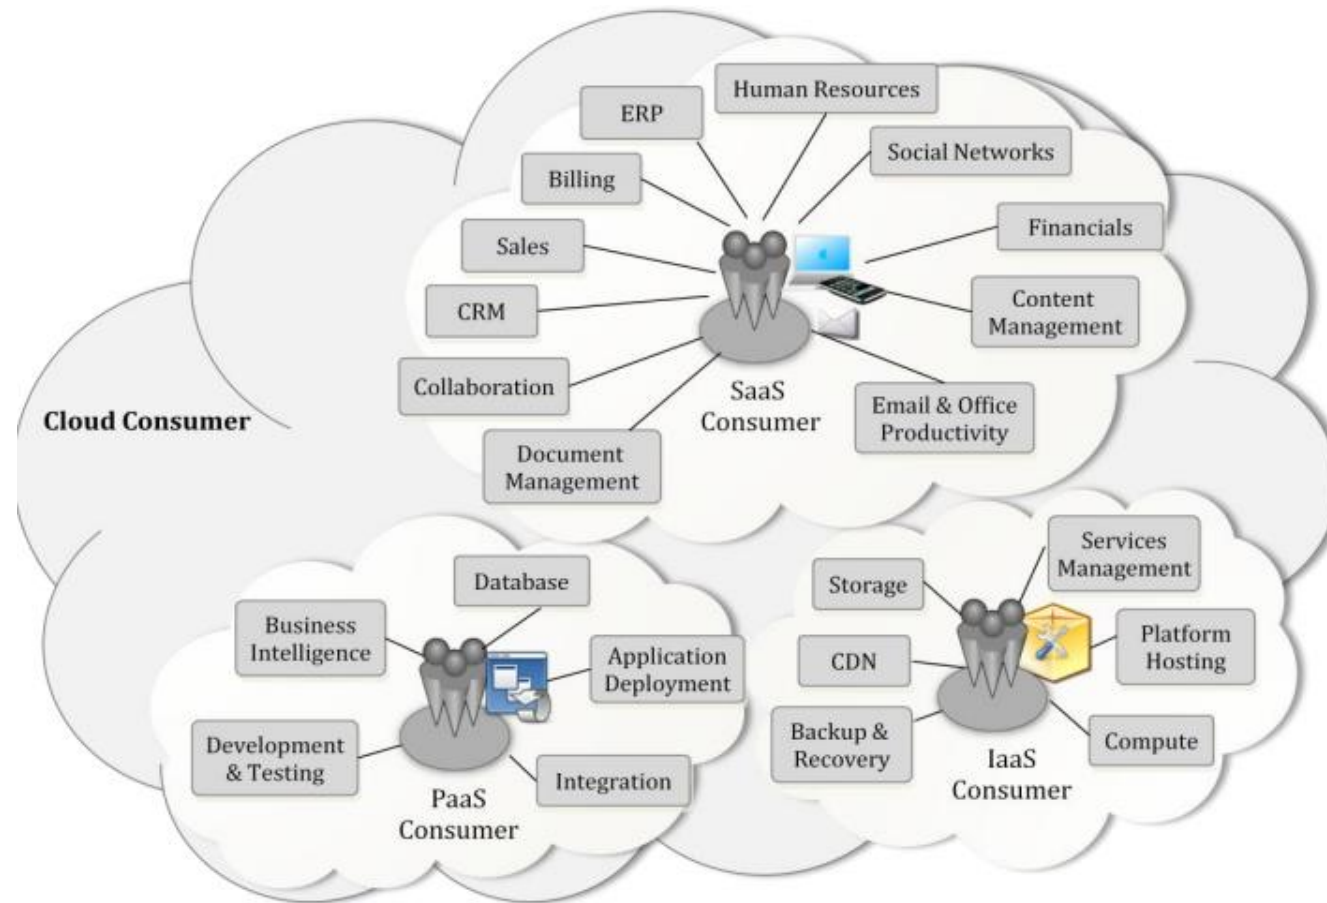 Human Resources
ERP
Social Networks
Billing
Financials
Sales
Content
Management
CRM
Collaboration
SaaS
Consumer
Email & Office
Productivity
Document
Management
Cloud Consumer
Database
Business
Intelligence
Application
Deployment
Development
& Testing
Integration
PaaS
Consumer
Services
Management
Storage
Platform
Hosting
CDN
Backup &
Recovery
Compute
IaaS
Consumer